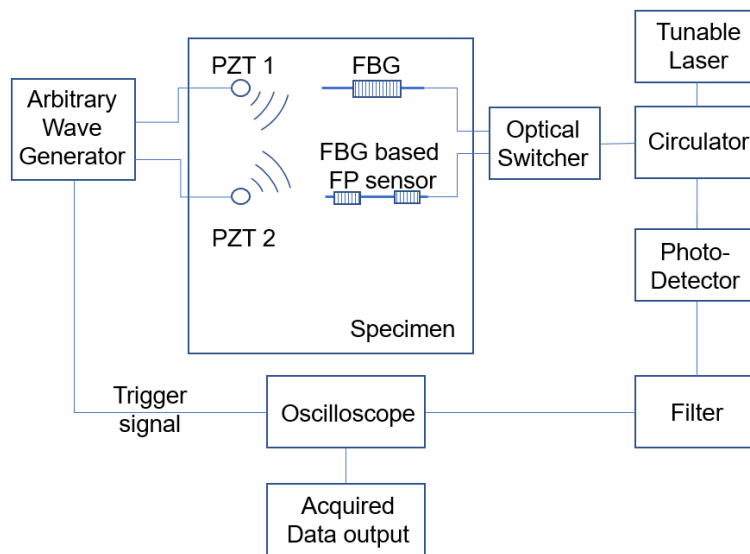 Tunable
Laser
PZT 1
FBG
Arbitrary
Wave
Generator
Optical
Switcher
Circulator
FBG based
FP sensor
PZT 2
Photo-
Detector
Specimen
Trigger
signal
Oscilloscope
Filter
Acquired
Data output